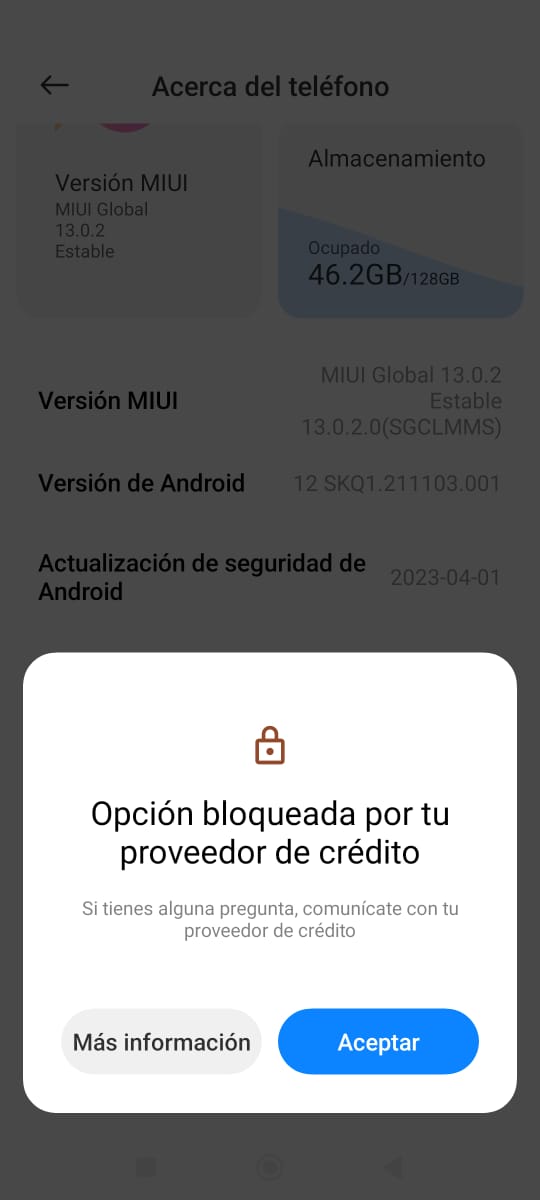 Acerca del teléfono
Versión MIUI
MIUI Global
13.0.2
Estable
Almacenamiento
Ocupado
46.2GB/128GB
Versión MIUI
MIUI Global 13.0.2
Estable
13.0.2.0(SGCLMMS)
Versión de Android
12 SKQ1.211103.001
Actualización de seguridad de
Android
2023-04-01
Opción bloqueada por tu
proveedor de crédito
Si tienes alguna pregunta, comunícate con tu
proveedor de crédito
Más información
Aceptar